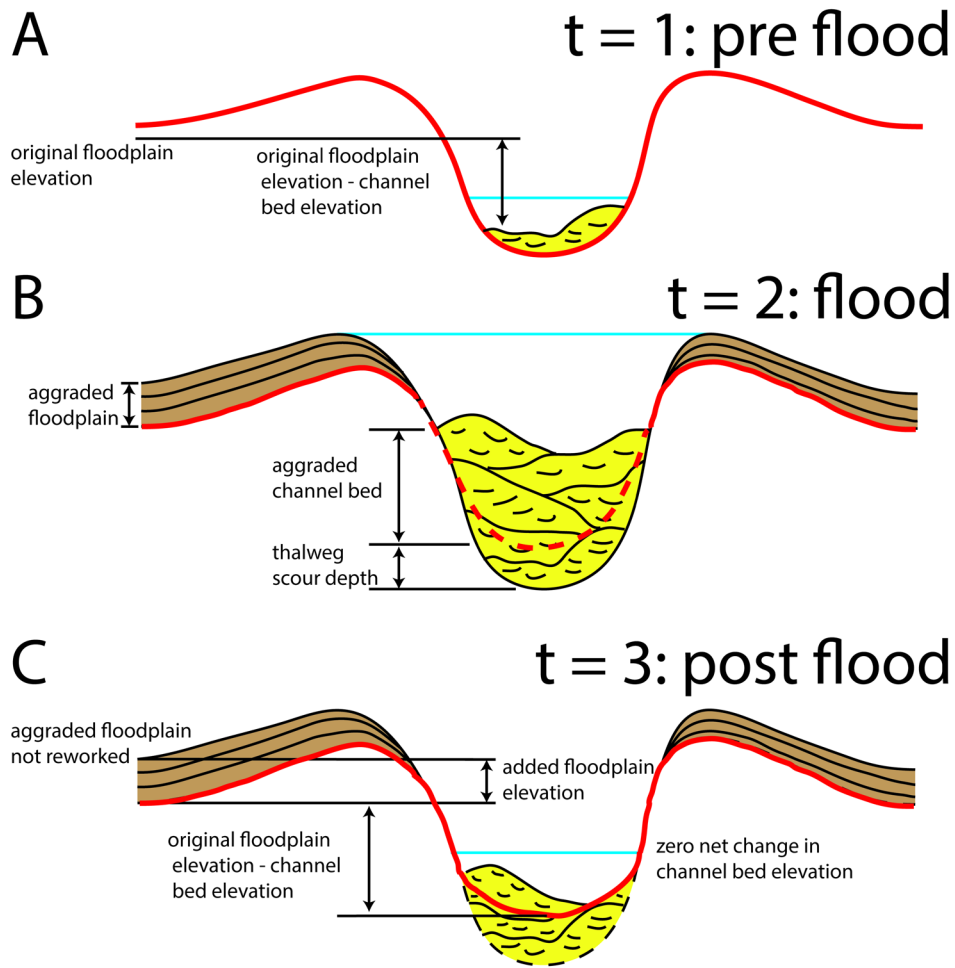 A
t = 1: pre flood
original floodplain
elevation
original floodplain
elevation - channel
bed elevation
B
t = 2: flood
aggraded
floodplain
aggraded
channel bed
thalweg
scour depth
C
t = 3: post flood
aggraded floodplain
not reworked
added floodplain
elevation
original floodplain
elevation - channel
bed elevation
zero net change in
channel bed elevation